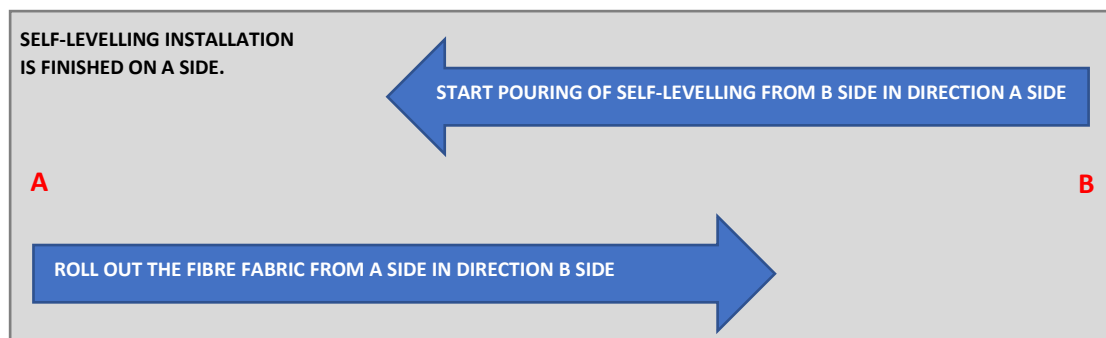 SELF-LEVELLING INSTALLATION
IS FINISHED ON A SIDE.
START POURING OF SELF-LEVELLING FROM B SIDE IN DIRECTION A SIDE
A
B
ROLL OUT THE FIBRE FABRIC FROM A SIDE IN DIRECTION B SIDE